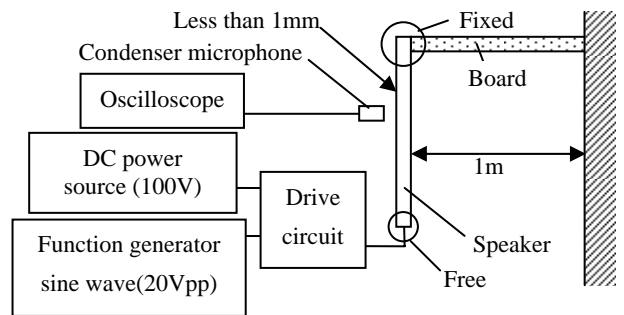 Less than 1mm
Fixed
Condenser microphone
Board
Oscilloscope
DC power
source (100V)
1m
Drive
circuit
Function generator
sine wave(20Vpp)
Speaker
Free